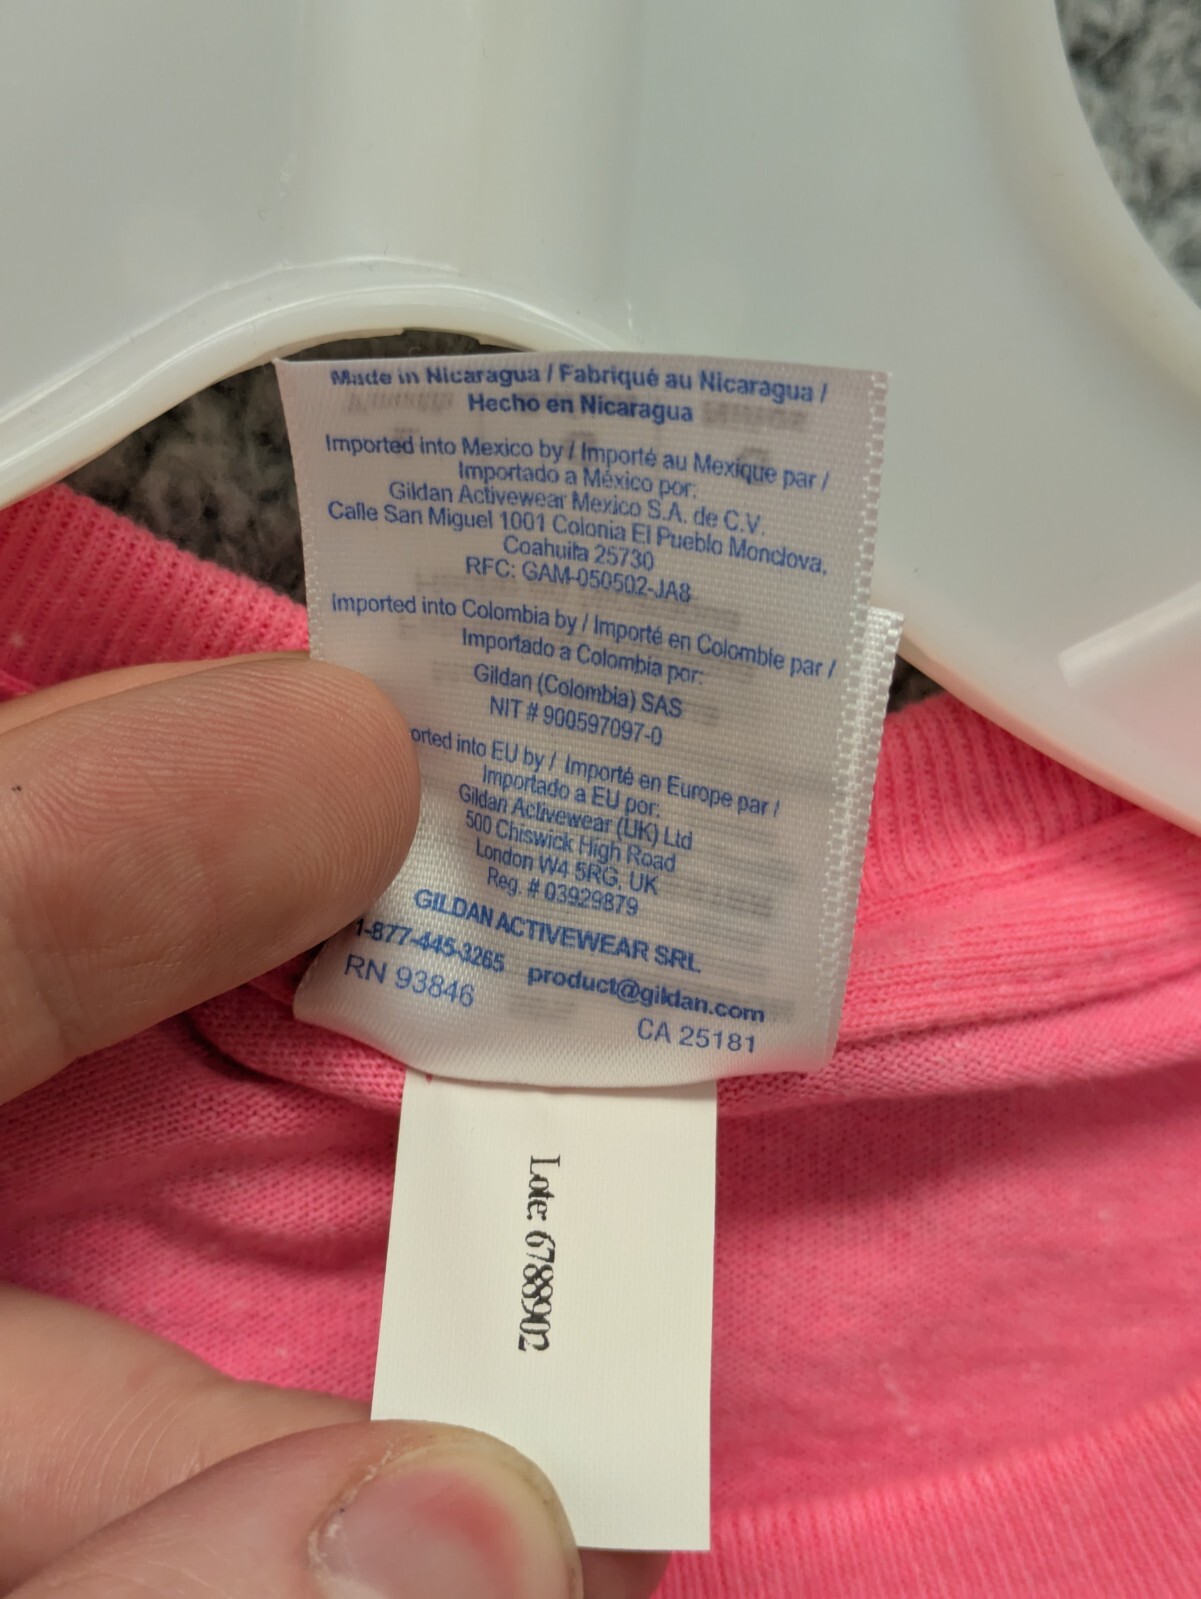 Made in Nicaragua / Fabriqué au Nicaragua /
Hecho en Nicaragua
Imported into Mexico by / Importé au Mexique par /
Importado a México por:
Gildan Activewear Mexico S.A. de C.V.
Calle San Miguel 1001 Colonia El Pueblo Monclova,
Coahuila 25730
RFC: GAM-050502-JA8
Imported into Colombia by / Importé en Colombie par /
Importado a Colombia por:
Gildan (Colombia) SAS
NIT # 900597097-0
orted into EU by / Importé en Europe par /
Importado a EU por:
Gildan Activewear (UK) Ltd
500 Chiswick High Road
London W4 5RG, UK
Reg. # 03929879
GILDAN ACTIVEWEAR SRL
1-877-445-3265 product@gildan.com
RN 93846 CA 25181
Lote: 6788902